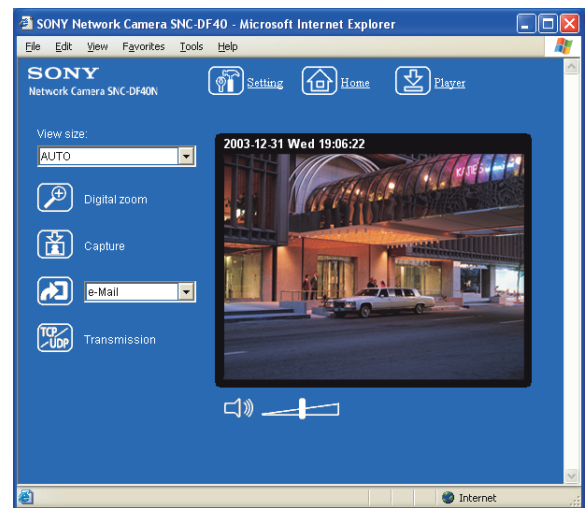 SONY Network Camera SNC-DF40 - Microsoft Internet Explorer
File Edit View Favorites Tools Help
SONY
Network Camera SNC-DF40N
Setting Home Player
View size:
AUTO
2003-12-31 Wed 19:06:22
KATIES
Digital zoom
Capture
e-Mail
TCP/UDP
Transmission
Internet